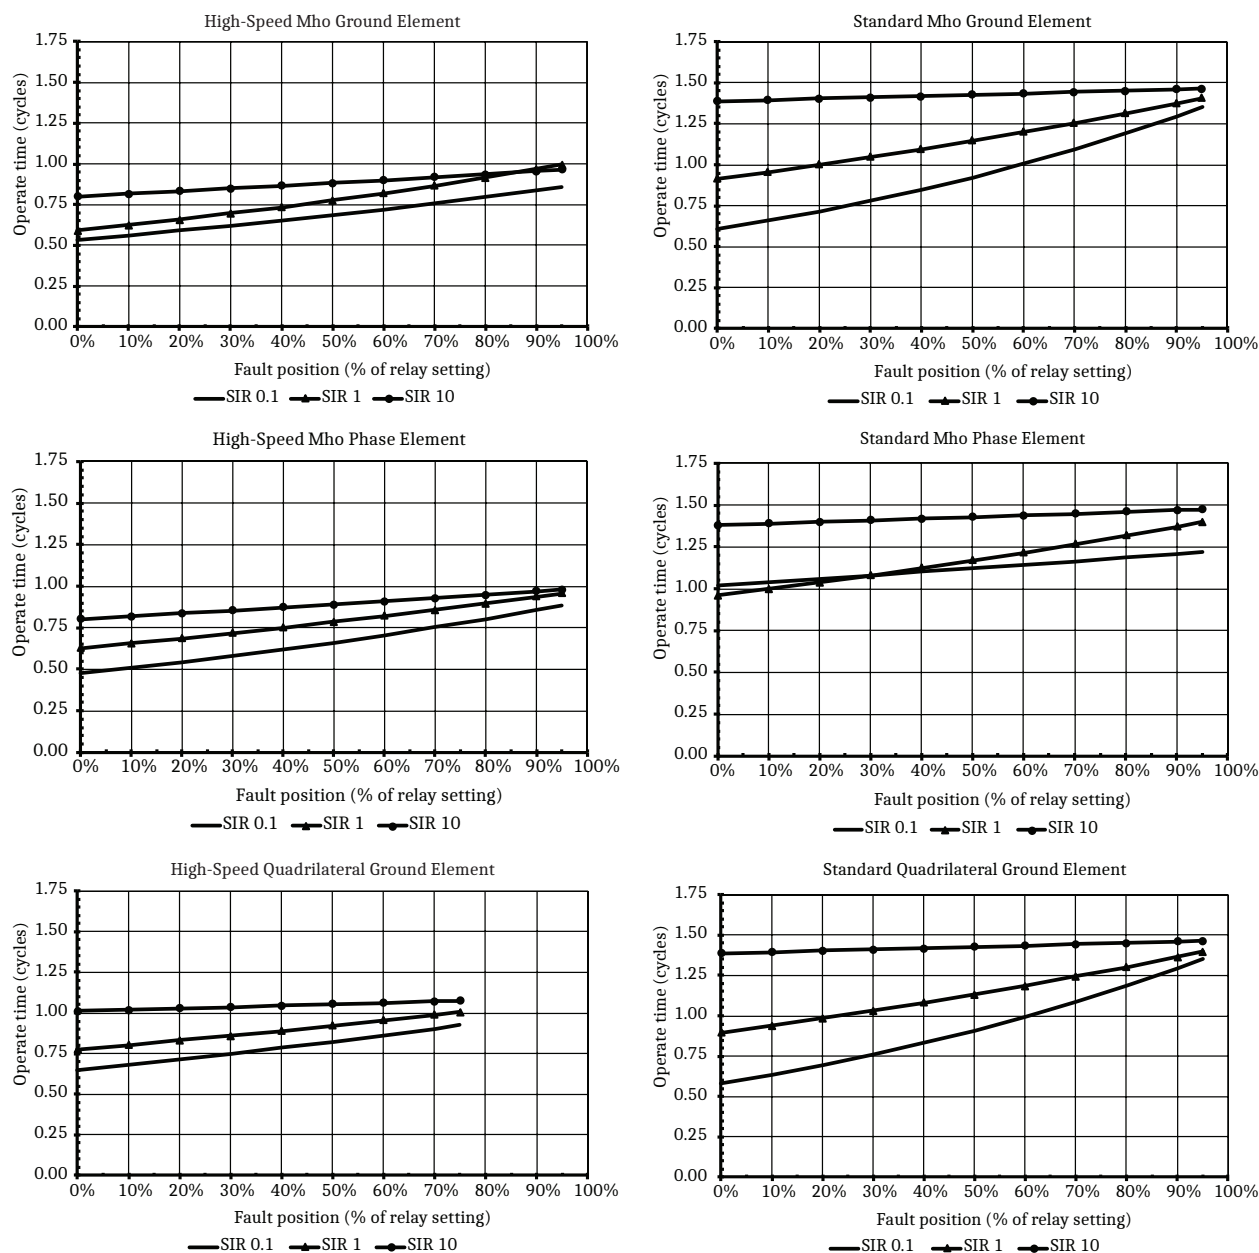 High-Speed Mho Ground Element
1.75
1.50
1.25
1.00
0.75
0.50
0.25
0.00
Operate time (cycles)
0% 10% 20% 30% 40% 50% 60% 70% 80% 90% 100%
Fault position (% of relay setting)
SIR 0.1 SIR 1 SIR 10
Standard Mho Ground Element
1.75
1.50
1.25
1.00
0.75
0.50
0.25
0.00
Operate time (cycles)
0% 10% 20% 30% 40% 50% 60% 70% 80% 90% 100%
Fault position (% of relay setting)
SIR 0.1 SIR 1 SIR 10
High-Speed Mho Phase Element
1.75
1.50
1.25
1.00
0.75
0.50
0.25
0.00
Operate time (cycles)
0% 10% 20% 30% 40% 50% 60% 70% 80% 90% 100%
Fault position (% of relay setting)
SIR 0.1 SIR 1 SIR 10
Standard Mho Phase Element
1.75
1.50
1.25
1.00
0.75
0.50
0.25
0.00
Operate time (cycles)
0% 10% 20% 30% 40% 50% 60% 70% 80% 90% 100%
Fault position (% of relay setting)
SIR 0.1 SIR 1 SIR 10
High-Speed Quadrilateral Ground Element
1.75
1.50
1.25
1.00
0.75
0.50
0.25
0.00
Operate time (cycles)
0% 10% 20% 30% 40% 50% 60% 70% 80% 90% 100%
Fault position (% of relay setting)
SIR 0.1 SIR 1 SIR 10
Standard Quadrilateral Ground Element
1.75
1.50
1.25
1.00
0.75
0.50
0.25
0.00
Operate time (cycles)
0% 10% 20% 30% 40% 50% 60% 70% 80% 90% 100%
Fault position (% of relay setting)
SIR 0.1 SIR 1 SIR 10